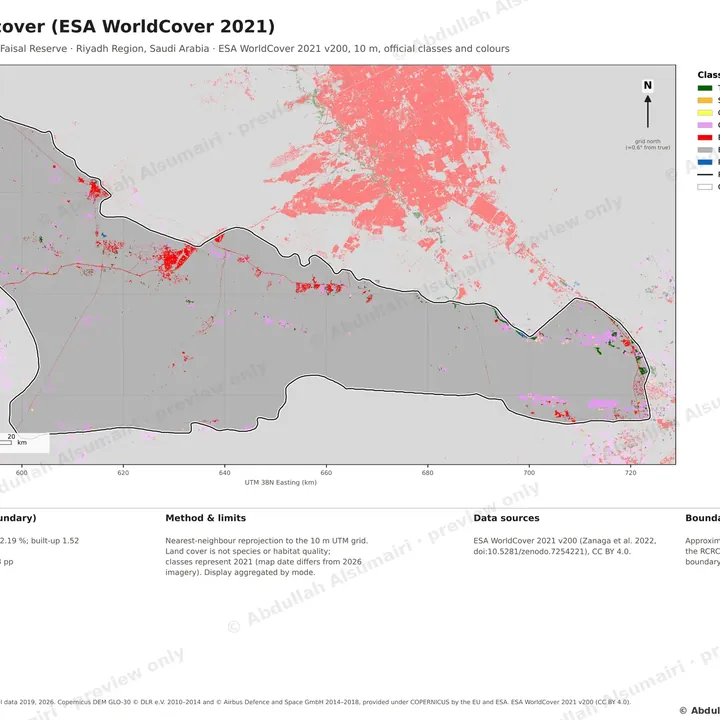 over (ESA WorldCover 2021)
Faisal Reserve · Riyadh Region, Saudi Arabia · ESA WorldCover 2021 v200, 10 m, official classes and colours
N
grid north
(≈0.6° from true)
Clas
20
km
600
620
640
660
680
700
720
UTM 38N Easting (km)
undary)
2.19 %; built-up 1.52
pp
Method & limits
Nearest-neighbour reprojection to the 10 m UTM grid.
Land cover is not species or habitat quality;
classes represent 2021 (map date differs from 2026
imagery). Display aggregated by mode.
Data sources
ESA WorldCover 2021 v200 (Zanaga et al. 2022,
doi:10.5281/zenodo.7254221), CC BY 4.0.
Bounda
Approxim
the RCRC
boundary
l data 2019, 2026. Copernicus DEM GLO-30 © DLR e.V. 2010–2014 and © Airbus Defence and Space GmbH 2014–2018, provided under COPERNICUS by the EU and ESA. ESA WorldCover 2021 v200 (CC BY 4.0).
© Abdul
© Abdullah Alsumairi · preview only